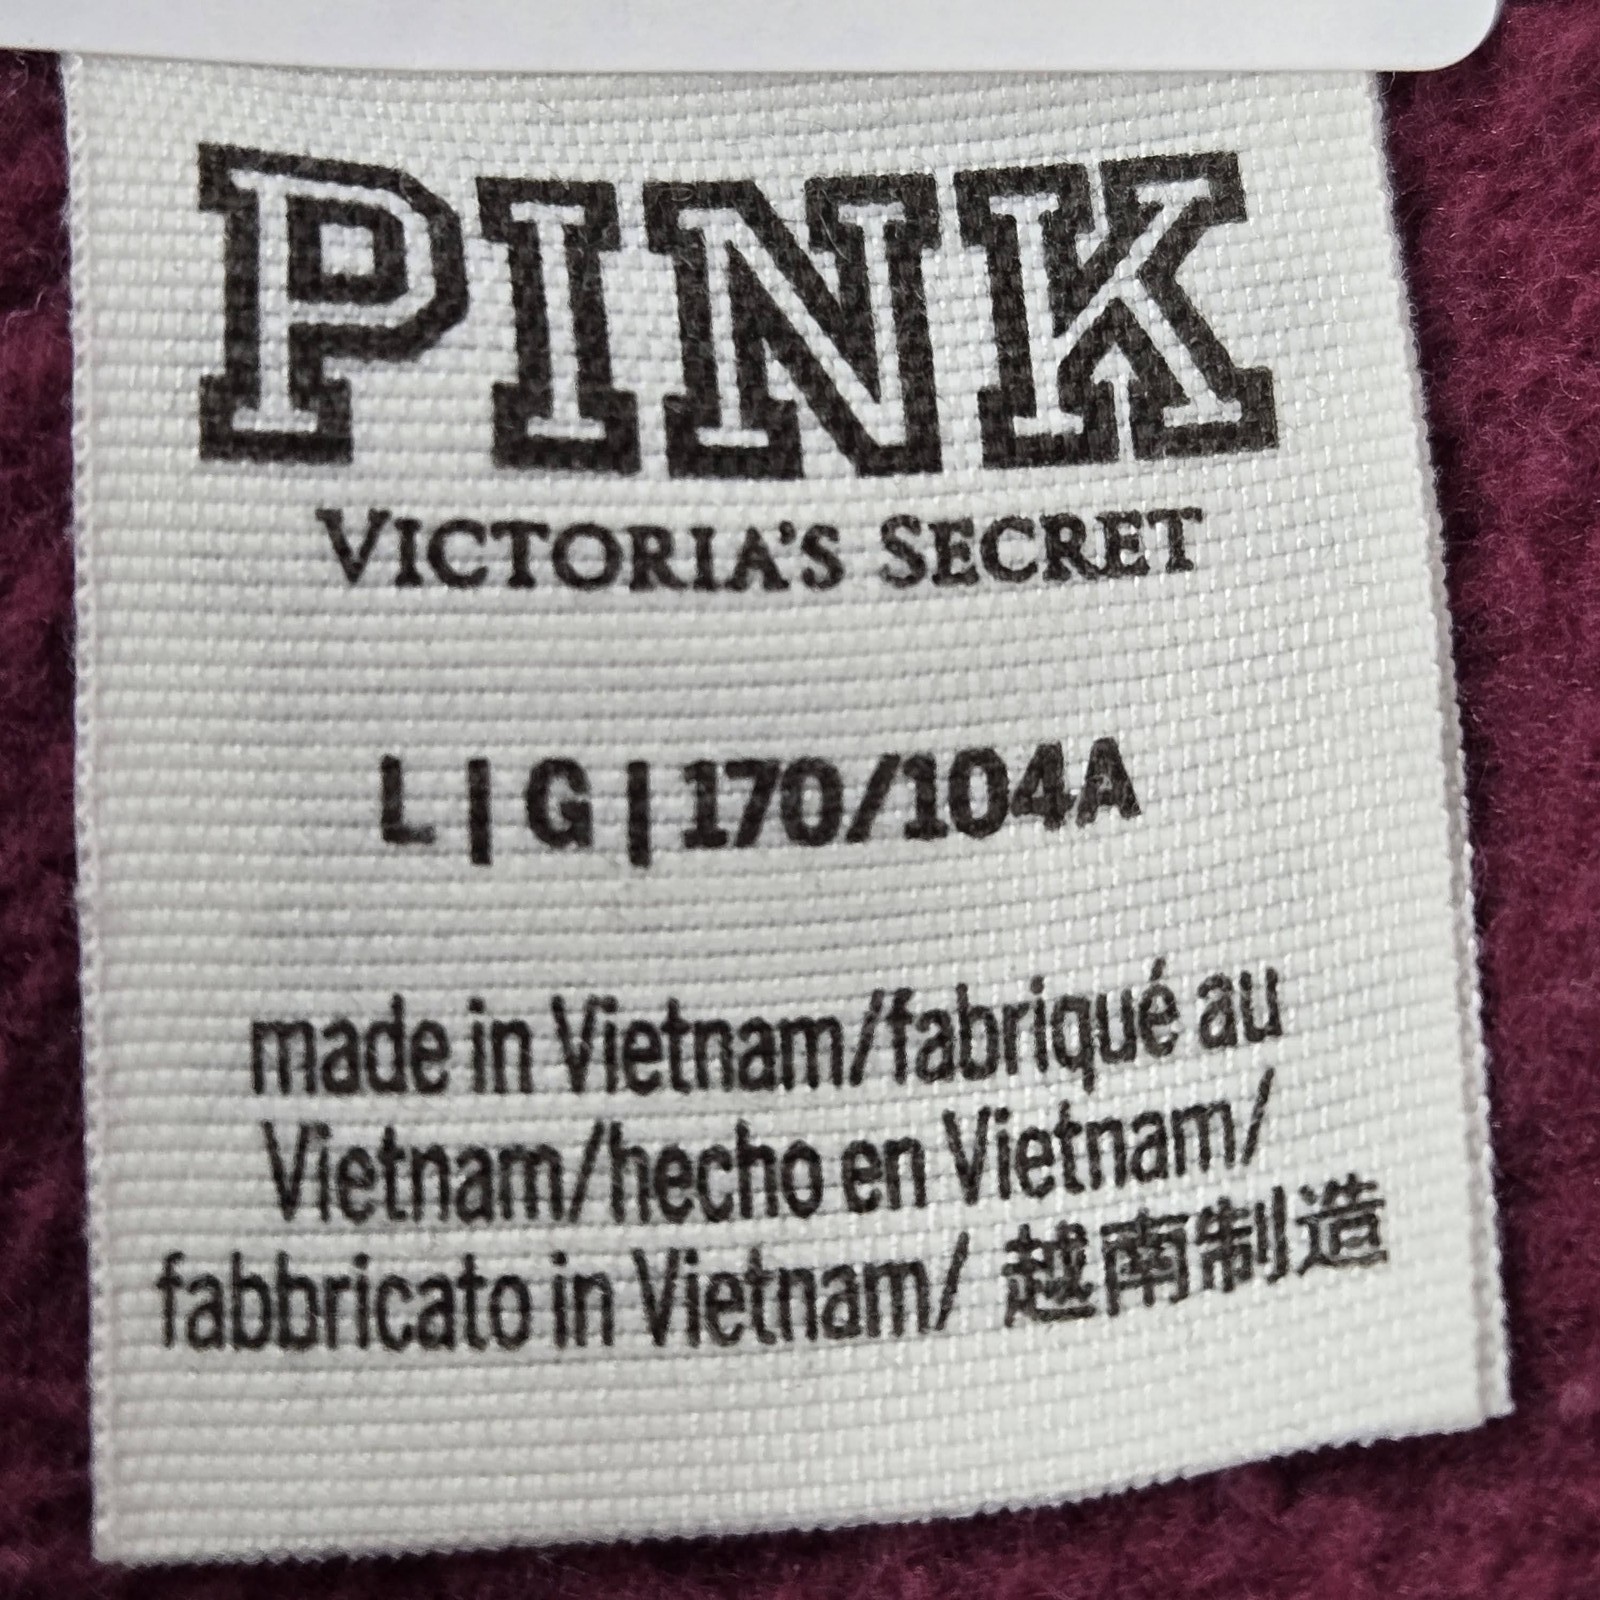 PINK
VICTORIA'S SECRET
L | G | 170/104A
made in Vietnam/fabriqué au
Vietnam/hecho en Vietnam/
fabbricato in Vietnam/ 越南制造